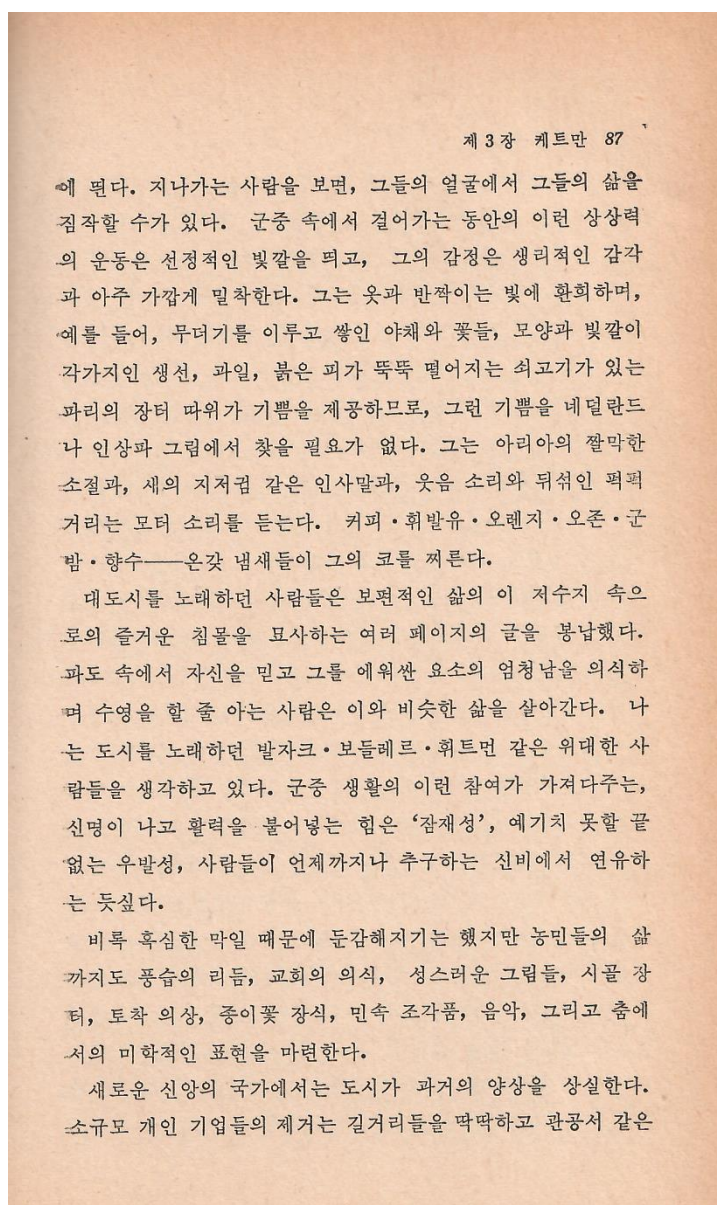 제 3 장 케트만 87
에 띈다. 지나가는 사람을 보면, 그들의 얼굴에서 그들의 삶을
짐작할 수가 있다. 군중 속에서 걸어가는 동안의 이런 상상력
의 운동은 선정적인 빛깔을 띄고, 그의 감정은 생리적인 감각
과 아주 가깝게 밀착한다. 그는 옷과 반짝이는 빛에 환희하며,
예를 들어, 무더기를 이루고 쌓인 야채와 꽃들, 모양과 빛깔이
각가지인 생선, 과일, 붉은 피가 뚝뚝 떨어지는 쇠고기가 있는
파리의 장터 따위가 기쁨을 제공하므로, 그런 기쁨을 네덜란드
나 인상파 그림에서 찾을 필요가 없다. 그는 아리아의 짤막한
소절과, 새의 지저귐 같은 인사말과, 웃음 소리와 뒤섞인 퍽퍽
거리는 모터 소리를 듣는다. 커피·휘발유·오렌지·오존·군
밤·향수──온갖 냄새들이 그의 코를 찌른다.
대도시를 노래하던 사람들은 보편적인 삶의 이 저수지 속으
로의 즐거운 침몰을 묘사하는 여러 페이지의 글을 봉납했다.
파도 속에서 자신을 믿고 그를 에워싼 요소의 엄청남을 의식하
며 수영을 할 줄 아는 사람은 이와 비슷한 삶을 살아간다. 나
는 도시를 노래하던 발자크·보들레르·휘트먼 같은 위대한 사
람들을 생각하고 있다. 군중 생활의 이런 참여가 가져다주는,
신명이 나고 활력을 불어넣는 힘은 ‘잠재성’, 예기치 못할 끝
없는 우발성, 사람들이 언제까지나 추구하는 신비에서 연유하
는 듯싶다.
비록 혹심한 막일 때문에 둔감해지기는 했지만 농민들의 삶
까지도 풍습의 리듬, 교회의 의식, 성스러운 그림들, 시골 장
터, 토착 의상, 종이꽃 장식, 민속 조각품, 음악, 그리고 춤에
서의 미학적인 표현을 마련한다.
새로운 신앙의 국가에서는 도시가 과거의 양상을 상실한다.
소규모 개인 기업들의 제거는 길거리들을 딱딱하고 관공서 같은